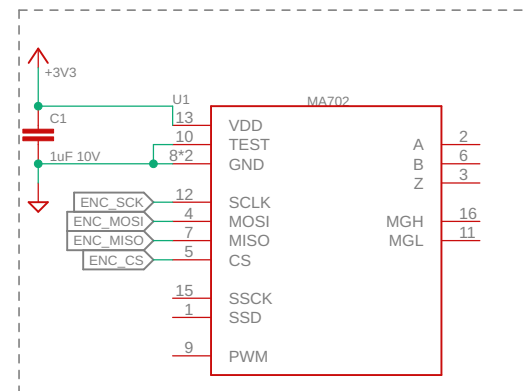 +3V3
C1
1uF 10V
U1
MA702
13 VDD
10 TEST A 2
8*2 GND B 6
Z 3
ENC_SCK 12 SCLK
ENC_MOSI 4 MOSI MGH 16
ENC_MISO 7 MISO MGL 11
ENC_CS 5 CS
15 SSCK
1 SSD
9 PWM